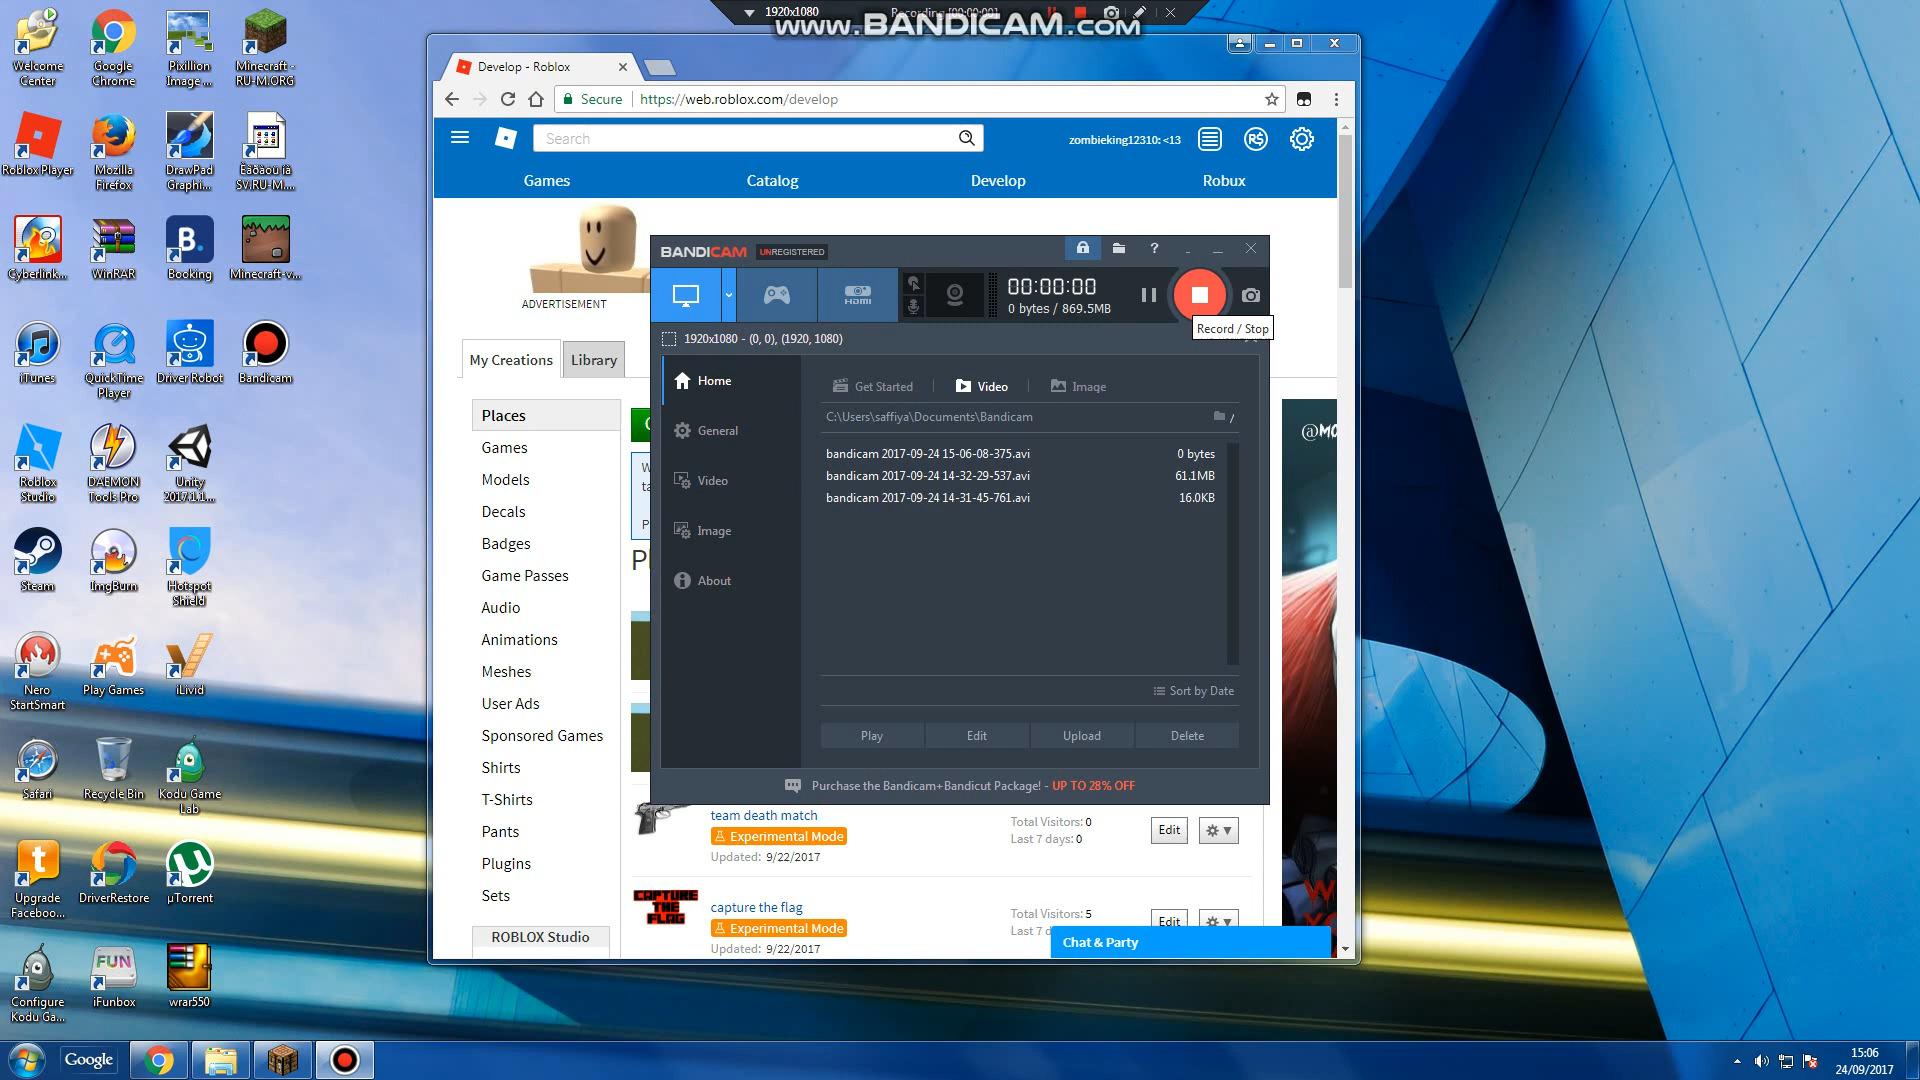 1920x1080
Recording [00:00:00]
www.BANDICAM.com
Welcome Center
Google Chrome
Pixillion Image ...
Minecraft - RU-M.ORG
Roblox Player
Mozilla Firefox
DrawPad Graphi...
Cyberlink...
WinRAR
Booking
Minecraft-v...
iTunes
QuickTime Player
Driver Robot
Bandicam
Roblox Studio
DAEMON Tools Pro
Unity 2017.1.1...
Steam
ImgBurn
Hotspot Shield
Nero StartSmart
Play Games
iLivid
Safari
Recycle Bin
Kodu Game Lab
Upgrade Faceboo...
DriverRestore
µTorrent
Configure Kodu Ga...
FUN
iFunbox
wrar550
Develop - Roblox
Secure
https://web.roblox.com/develop
Search
zombieking12310: <13
R$
Games
Catalog
Develop
Robux
ADVERTISEMENT
My Creations
Library
Places
Games
Models
Decals
Badges
Game Passes
Audio
Animations
Meshes
User Ads
Sponsored Games
Shirts
T-Shirts
Pants
Plugins
Sets
ROBLOX Studio
BANDICAM UNREGISTERED
?
HDMI
00:00:00
0 bytes / 869.5MB
Record / Stop
1920x1080 - (0, 0), (1920, 1080)
Home
General
Video
Image
About
Get Started
Video
Image
C:\Users\saffiya\Documents\Bandicam
bandicam 2017-09-24 15-06-08-375.avi 0 bytes
bandicam 2017-09-24 14-32-29-537.avi 61.1MB
bandicam 2017-09-24 14-31-45-761.avi 16.0KB
Sort by Date
Play
Edit
Upload
Delete
Purchase the Bandicam+Bandicut Package! - UP TO 28% OFF
team death match
Experimental Mode
Updated: 9/22/2017
Total Visitors: 0
Last 7 days: 0
Edit
CAPTURE THE FLAG
capture the flag
Experimental Mode
Updated: 9/22/2017
Total Visitors: 5
Last 7 d
Edit
Chat & Party
Google
15:06
24/09/2017